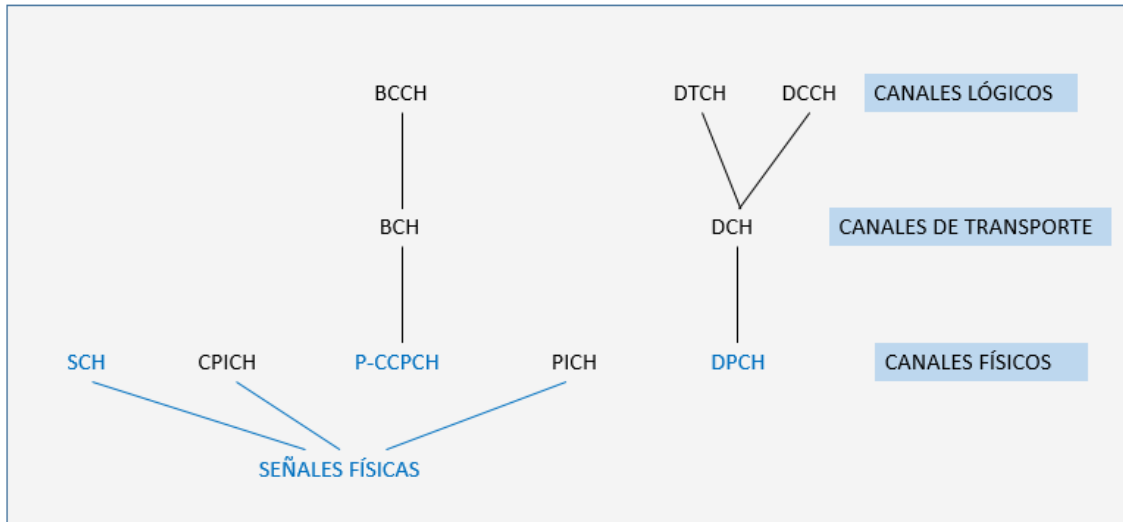 BCCH DTCH DCCH CANALES LÓGICOS
BCH DCH CANALES DE TRANSPORTE
SCH CPICH P-CCPCH PICH DPCH CANALES FÍSICOS
SEÑALES FÍSICAS